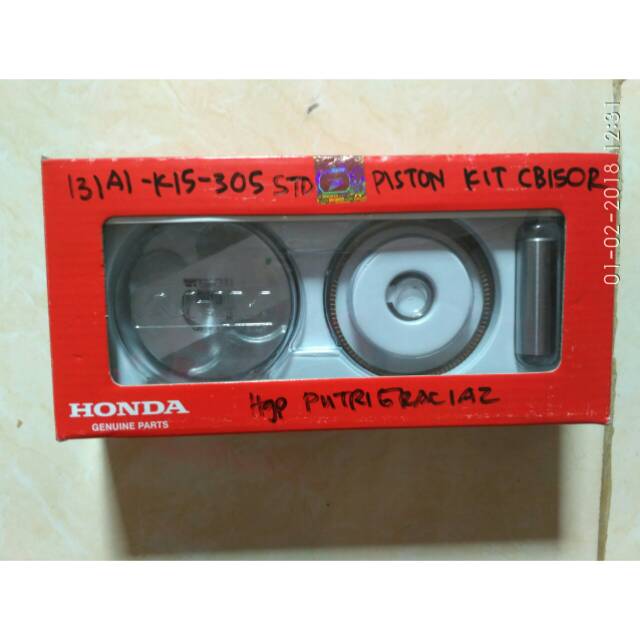 131A1-K15-305 STD PISTON KIT CB150R
HONDA
GENUINE PARTS
Hgp PUTRIGRACIAZ
01-02-2018 12:31